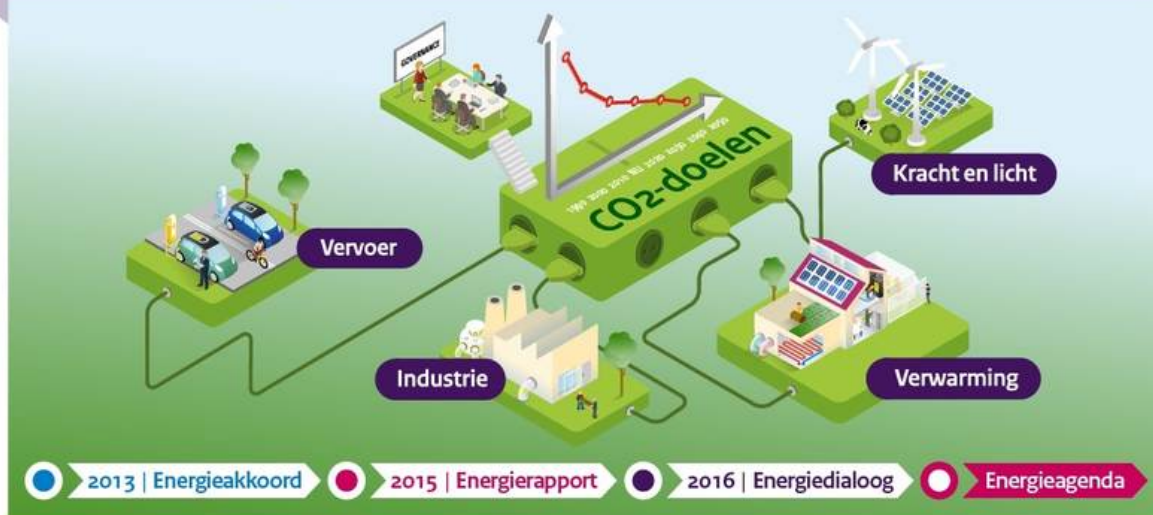 GOVERNANCE
CO2-doelen
Kracht en licht
Vervoer
Industrie
Verwarming
2013 | Energieakkoord
2015 | Energierapport
2016 | Energiedialoog
Energieagenda